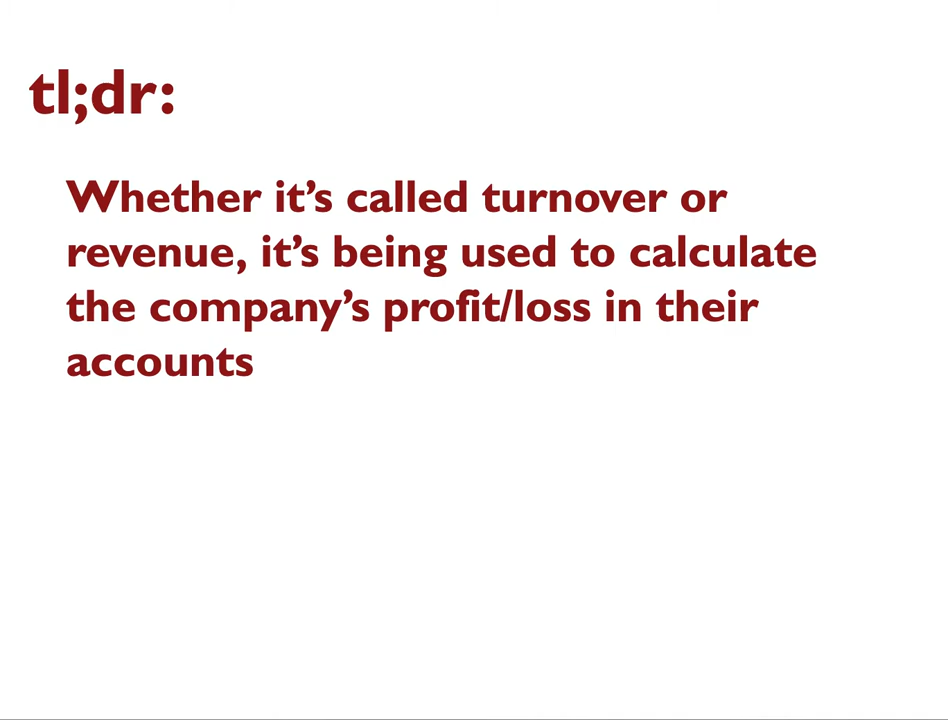 tl;dr:
Whether it’s called turnover or
revenue, it’s being used to calculate
the company’s profit/loss in their
accounts